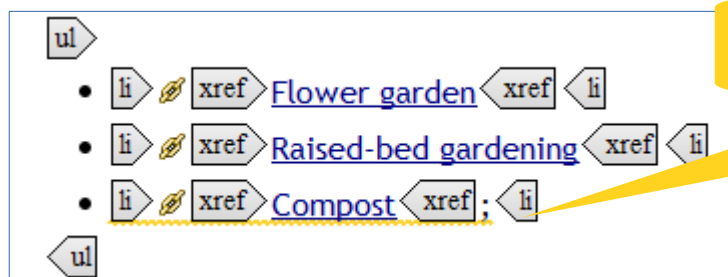 ul
• li xref Flower garden xref li
• li xref Raised-bed gardening xref li
• li xref Compost xref ; li
ul